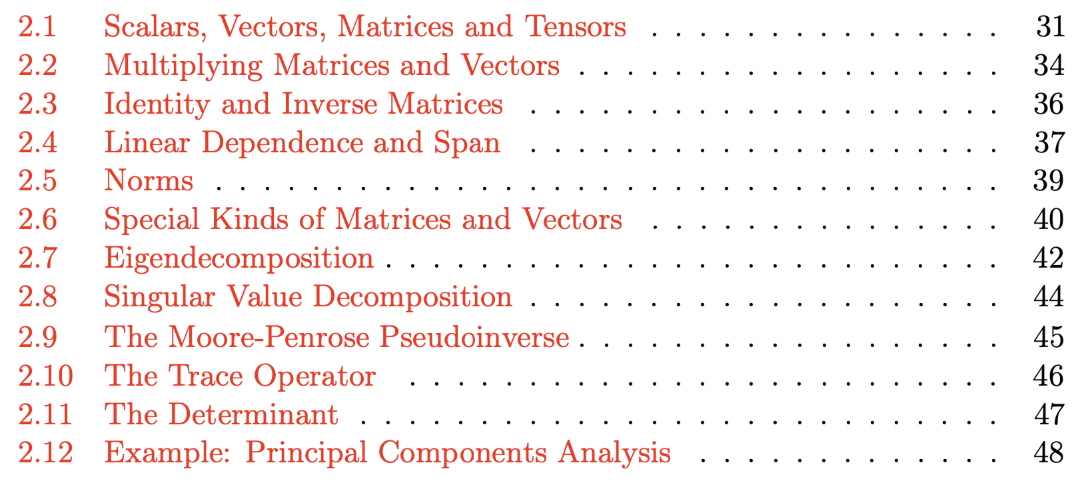 2.1 Scalars, Vectors, Matrices and Tensors . . . . . . . . . . . . . . . 31
2.2 Multiplying Matrices and Vectors . . . . . . . . . . . . . . . . . . 34
2.3 Identity and Inverse Matrices . . . . . . . . . . . . . . . . . . . . 36
2.4 Linear Dependence and Span . . . . . . . . . . . . . . . . . . . . 37
2.5 Norms . . . . . . . . . . . . . . . . . . . . . . . . . . . . . . . . . 39
2.6 Special Kinds of Matrices and Vectors . . . . . . . . . . . . . . . 40
2.7 Eigendecomposition . . . . . . . . . . . . . . . . . . . . . . . . . . 42
2.8 Singular Value Decomposition . . . . . . . . . . . . . . . . . . . . 44
2.9 The Moore-Penrose Pseudoinverse . . . . . . . . . . . . . . . . . . 45
2.10 The Trace Operator . . . . . . . . . . . . . . . . . . . . . . . . . 46
2.11 The Determinant . . . . . . . . . . . . . . . . . . . . . . . . . . . 47
2.12 Example: Principal Components Analysis . . . . . . . . . . . . . 48